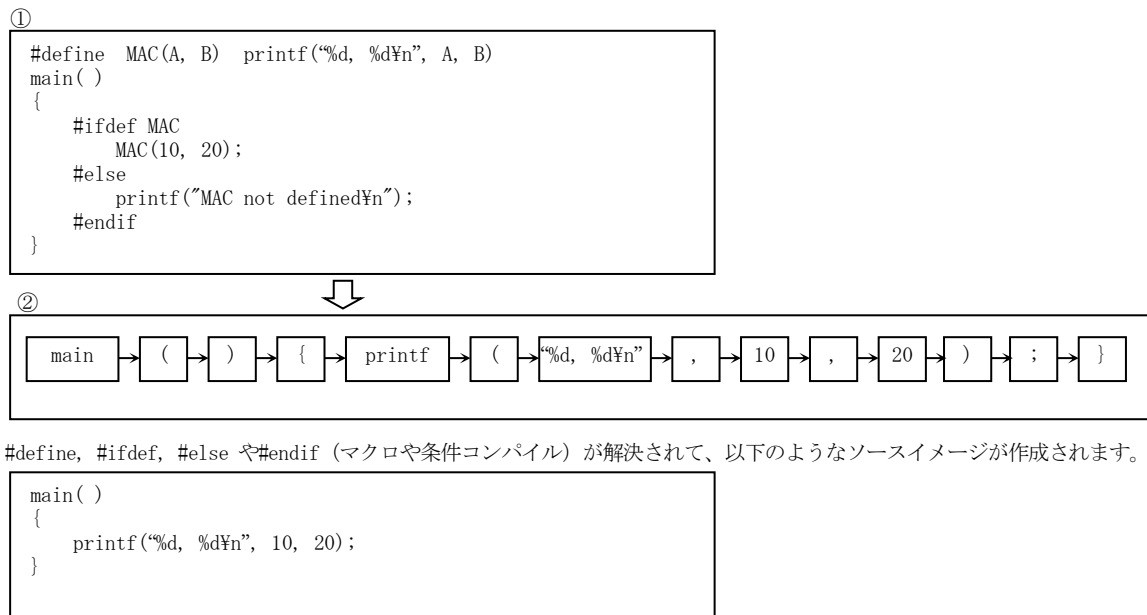 ①
#define  MAC(A, B)  printf(“%d, %d¥n”, A, B)
main( )
{
    #ifdef MAC
        MAC(10, 20);
    #else
        printf(″MAC not defined¥n″);
    #endif
}
②
main ( ) { printf ( “%d, %d¥n” , 10 , 20 ) ; }
#define, #ifdef, #else や#endif（マクロや条件コンパイル）が解決されて、以下のようなソースイメージが作成されます。
main( )
{
    printf(“%d, %d¥n”, 10, 20);
}